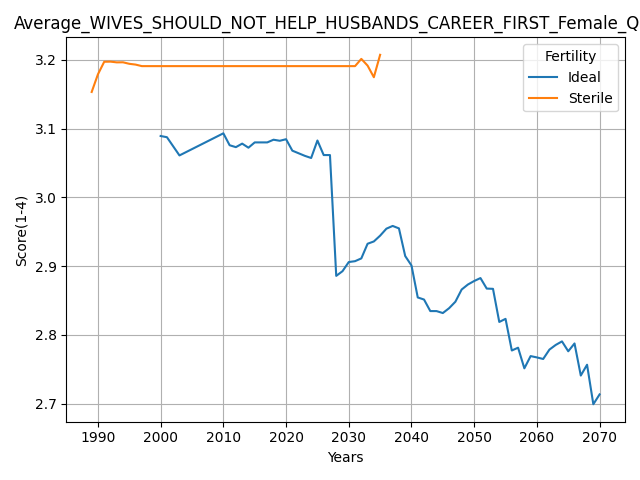 Average_WIVES_SHOULD_NOT_HELP_HUSBANDS_CAREER_FIRST_Female_Q
Fertility
Ideal
Sterile
Score(1-4)
3.2
3.1
3.0
2.9
2.8
2.7
1990 2000 2010 2020 2030 2040 2050 2060 2070
Years